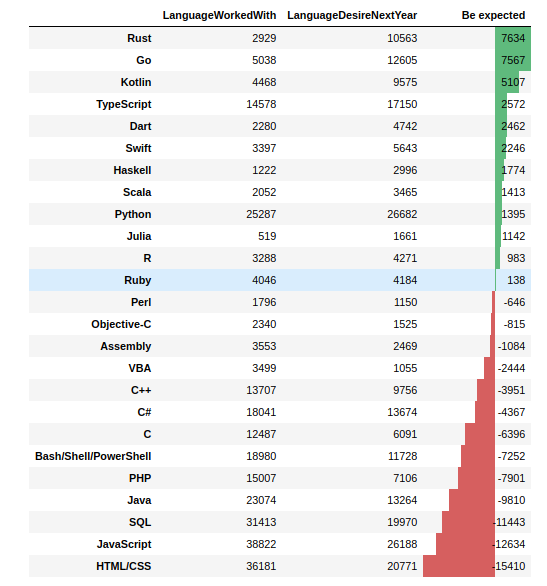 LanguageWorkedWith LanguageDesireNextYear Be expected
Rust 2929 10563 7634
Go 5038 12605 7567
Kotlin 4468 9575 5107
TypeScript 14578 17150 2572
Dart 2280 4742 2462
Swift 3397 5643 2246
Haskell 1222 2996 1774
Scala 2052 3465 1413
Python 25287 26682 1395
Julia 519 1661 1142
R 3288 4271 983
Ruby 4046 4184 138
Perl 1796 1150 -646
Objective-C 2340 1525 -815
Assembly 3553 2469 -1084
VBA 3499 1055 -2444
C++ 13707 9756 -3951
C# 18041 13674 -4367
C 12487 6091 -6396
Bash/Shell/PowerShell 18980 11728 -7252
PHP 15007 7106 -7901
Java 23074 13264 -9810
SQL 31413 19970 -11443
JavaScript 38822 26188 -12634
HTML/CSS 36181 20771 -15410